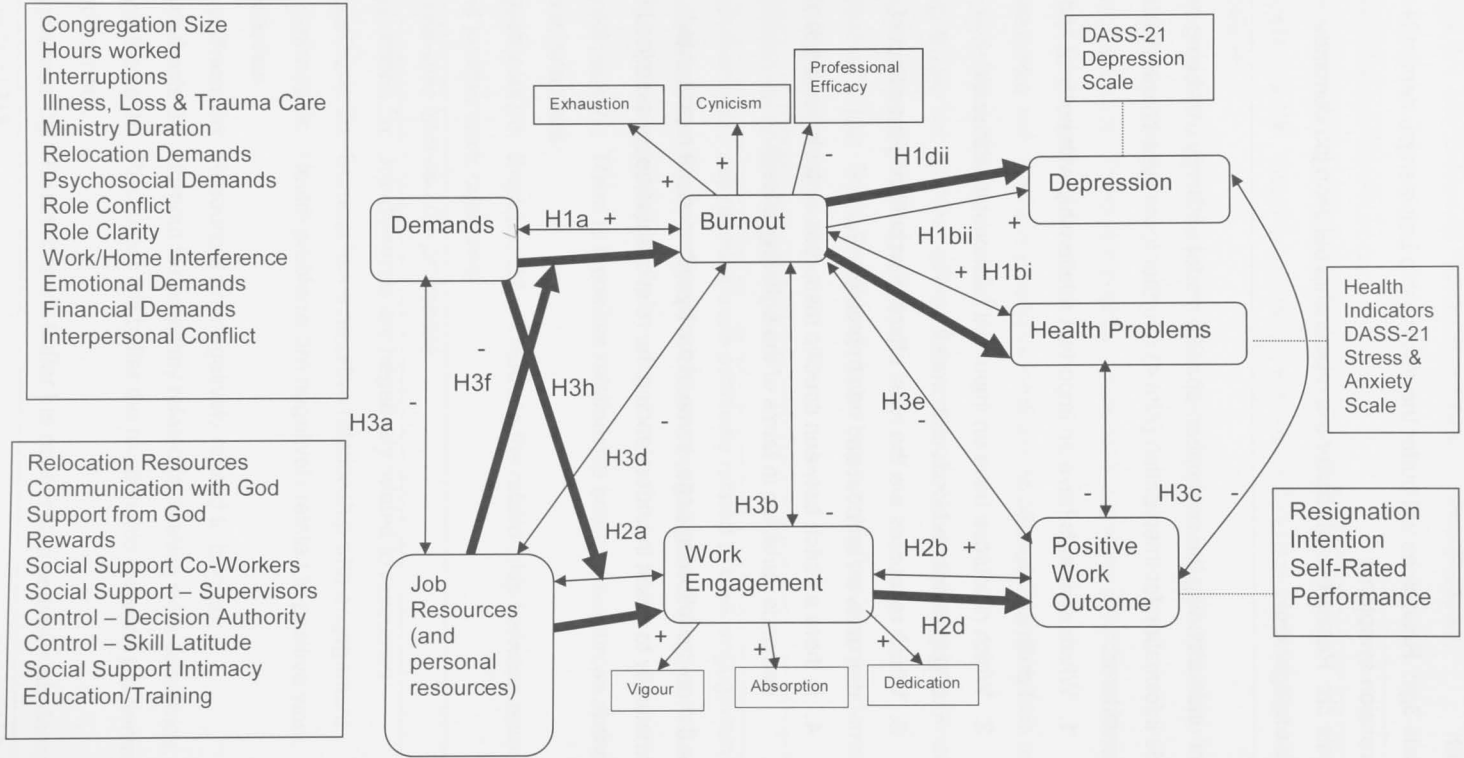 Congregation Size
Hours worked
Interruptions
Illness, Loss & Trauma Care
Ministry Duration
Relocation Demands
Psychosocial Demands
Role Conflict
Role Clarity
Work/Home Interference
Emotional Demands
Financial Demands
Interpersonal Conflict
Relocation Resources
Communication with God
Support from God
Rewards
Social Support Co-Workers
Social Support – Supervisors
Control – Decision Authority
Control – Skill Latitude
Social Support Intimacy
Education/Training
Exhaustion
Cynicism
Professional
Efficacy
DASS-21
Depression
Scale
+
+
-
H1dii
Demands
H1a +
Burnout
Depression
+
H1bii
+ H1bi
Health Problems
Health
Indicators
DASS-21
Stress &
Anxiety
Scale
-
H3f
H3h
-
H3a
-
H3d
H3e
-
H3b
-
H3c
-
-
H2a
Job
Resources
(and
personal
resources)
Work
Engagement
H2b +
H2d
Positive
Work
Outcome
Resignation
Intention
Self-Rated
Performance
+
+
+
Vigour
Absorption
Dedication